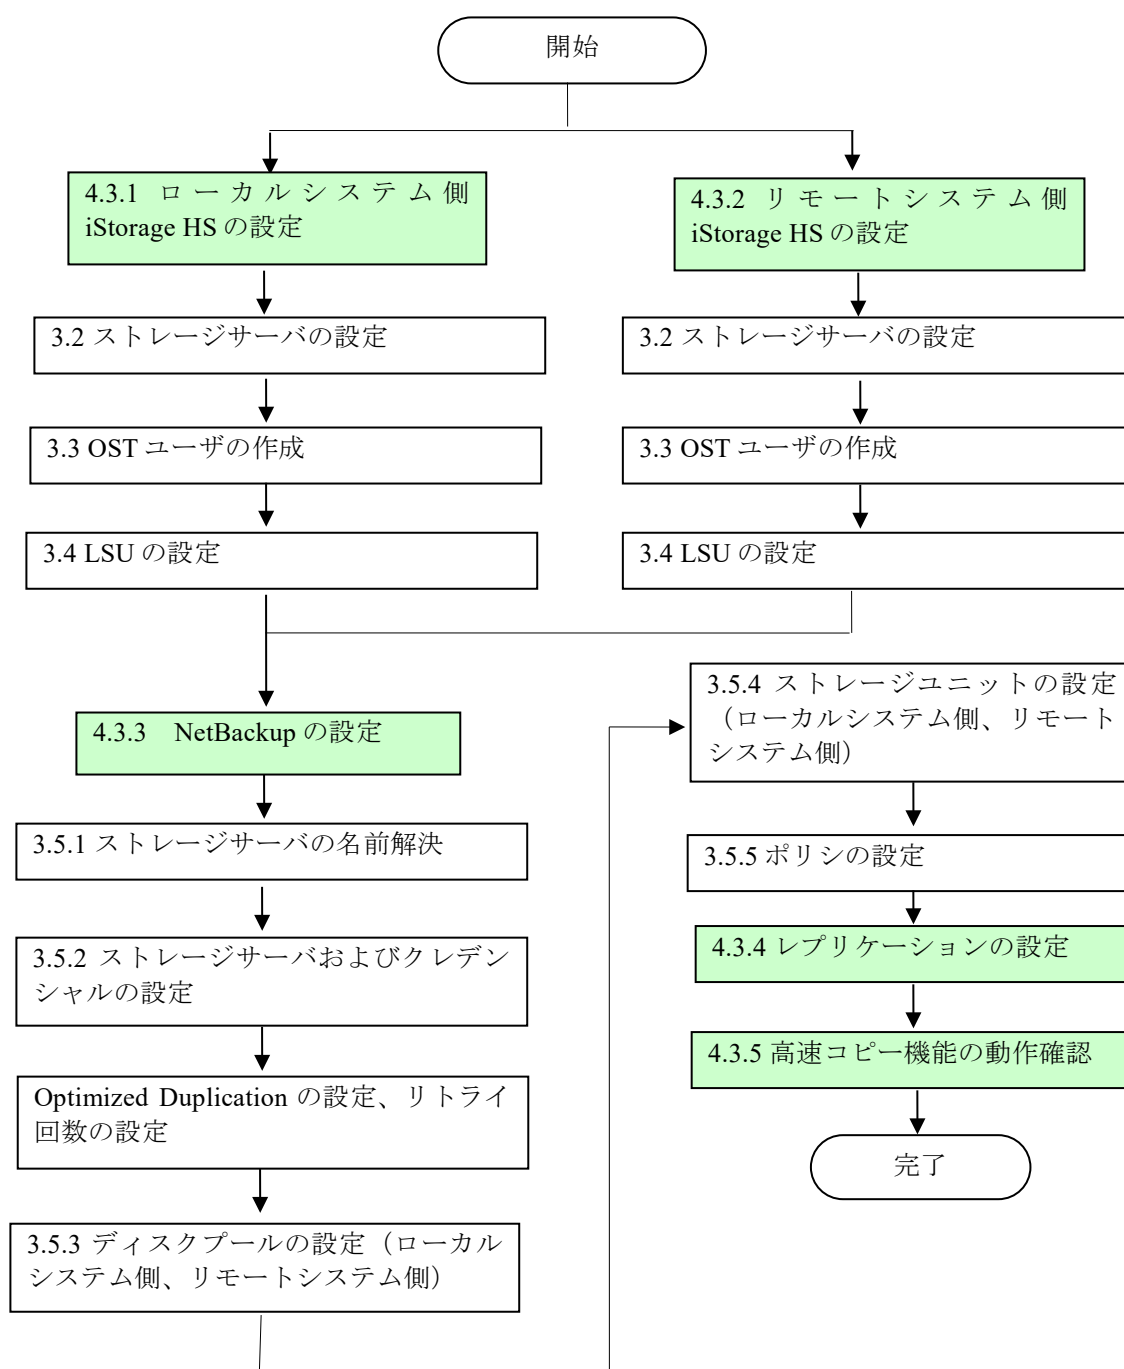 開始
4.3.1 ローカルシステム側
iStorage HS の設定
3.2 ストレージサーバの設定
3.3 OST ユーザの作成
3.4 LSU の設定
4.3.2 リモートシステム側
iStorage HS の設定
3.2 ストレージサーバの設定
3.3 OST ユーザの作成
3.4 LSU の設定
4.3.3 NetBackup の設定
3.5.1 ストレージサーバの名前解決
3.5.2 ストレージサーバおよびクレデン
シャルの設定
Optimized Duplication の設定、リトライ
回数の設定
3.5.3 ディスクプールの設定（ローカル
システム側、リモートシステム側）
3.5.4 ストレージユニットの設定
（ローカルシステム側、リモート
システム側）
3.5.5 ポリシの設定
4.3.4 レプリケーションの設定
4.3.5 高速コピー機能の動作確認
完了